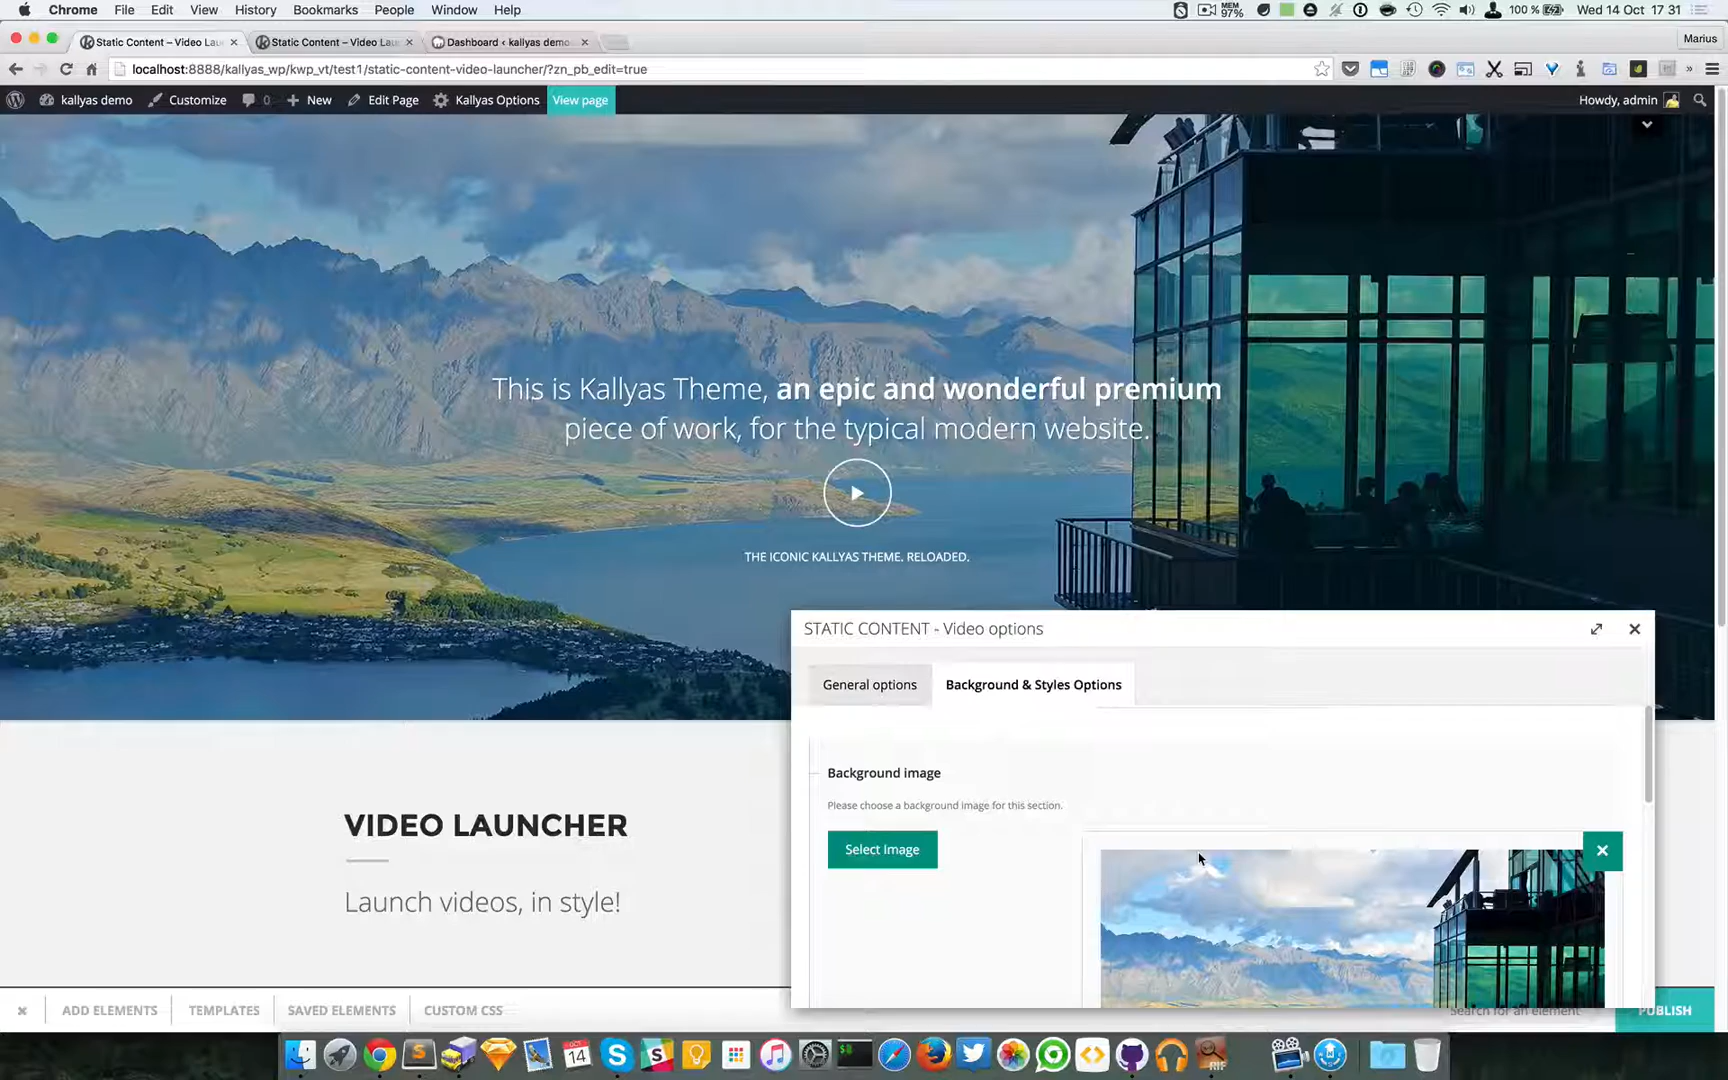 Chrome File Edit View History Bookmarks People Window Help MEM 97% 100 % Wed 14 Oct 17 31
Static Content – Video Lau Static Content – Video Lau Dashboard ‹ kallyas demo Marius
localhost:8888/kallyas_wp/kwp_vt/test1/static-content-video-launcher/?zn_pb_edit=true
kallyas demo Customize 0 New Edit Page Kallyas Options View page Howdy, admin
This is Kallyas Theme, an epic and wonderful premium
piece of work, for the typical modern website.
THE ICONIC KALLYAS THEME. RELOADED.
STATIC CONTENT - Video options
General options Background & Styles Options
Background image
Please choose a background image for this section.
Select Image
VIDEO LAUNCHER
Launch videos, in style!
ADD ELEMENTS TEMPLATES SAVED ELEMENTS CUSTOM CSS Search for an element PUBLISH
14
RIF